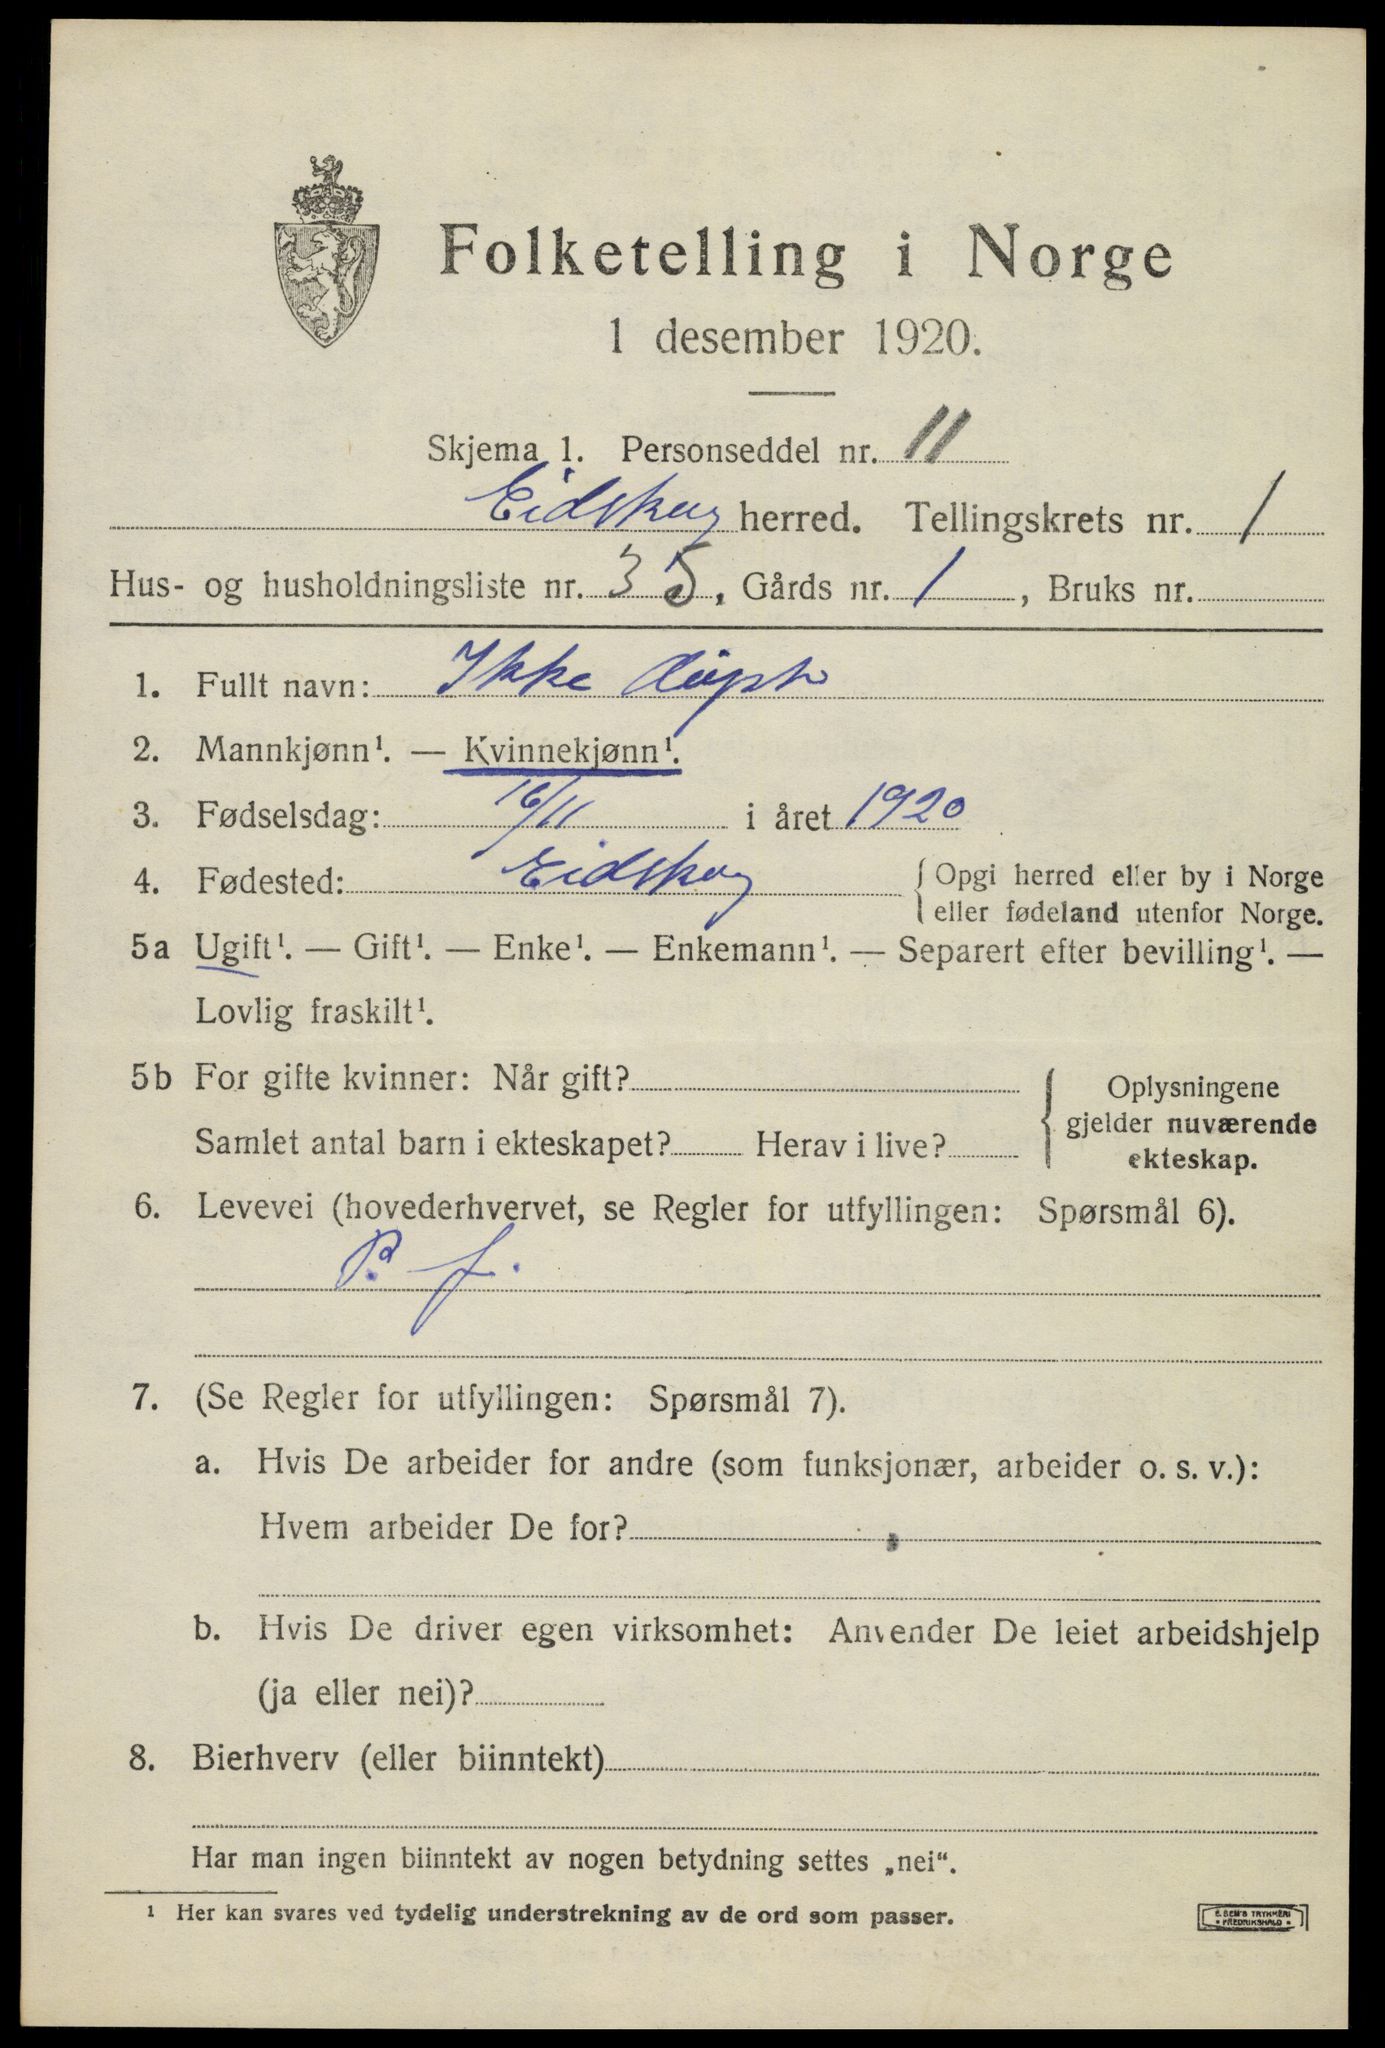 Folketelling i Norge
1 desember 1920.
Skjema 1. Personseddel nr. 11
Eidskog herred. Tellingskrets nr. 1
Hus- og husholdningsliste nr. 35, Gårds nr. 1, Bruks nr.
1. Fullt navn: Ikke døpt
2. Mannkjønn¹. — Kvinnekjønn¹.
3. Fødselsdag: 16/11 i året 1920
4. Fødested: Eidskog { Opgi herred eller by i Norge
eller fødeland utenfor Norge.
5a Ugift¹. — Gift¹. — Enke¹. — Enkemann¹. — Separert efter bevilling¹. —
Lovlig fraskilt¹.
5b For gifte kvinner: Når gift? { Oplysningene
gjelder nuværende
Samlet antal barn i ekteskapet? Herav i live?
ekteskap.
6. Levevei (hovederhvervet, se Regler for utfyllingen: Spørsmål 6).
P. f.
7. (Se Regler for utfyllingen: Spørsmål 7).
a. Hvis De arbeider for andre (som funksjonær, arbeider o. s. v.):
Hvem arbeider De for?
b. Hvis De driver egen virksomhet: Anvender De leiet arbeidshjelp
(ja eller nei)?
8. Bierhverv (eller biinntekt)
Har man ingen biinntekt av nogen betydning settes „nei“.
¹ Her kan svares ved tydelig understrekning av de ord som passer.
E. SEM'S TRYKKERI
• FREDRIKSHALD •